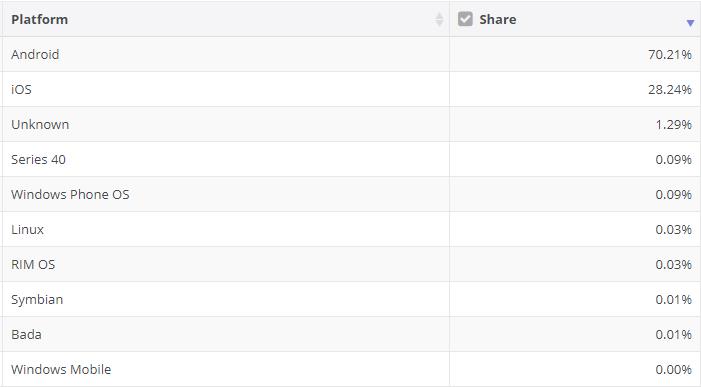 Platform Share
Android 70.21%
iOS 28.24%
Unknown 1.29%
Series 40 0.09%
Windows Phone OS 0.09%
Linux 0.03%
RIM OS 0.03%
Symbian 0.01%
Bada 0.01%
Windows Mobile 0.00%